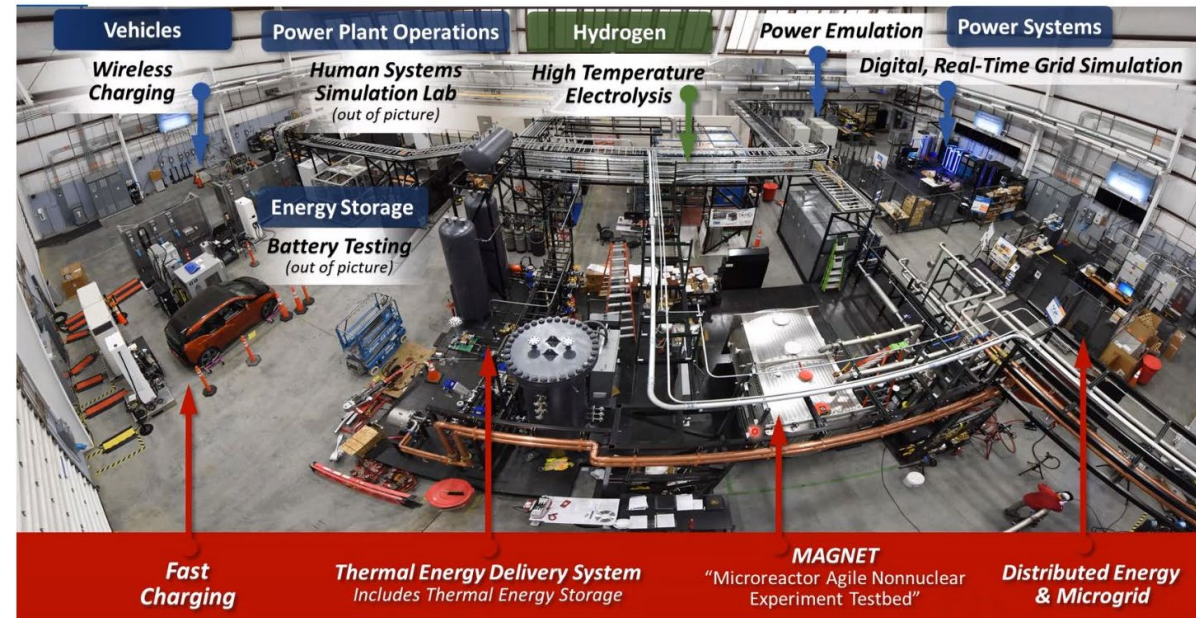 Vehicles
Wireless
Charging
Power Plant Operations
Human Systems
Simulation Lab
(out of picture)
Hydrogen
High Temperature
Electrolysis
Power Emulation
Power Systems
Digital, Real-Time Grid Simulation
Energy Storage
Battery Testing
(out of picture)
Fast
Charging
Thermal Energy Delivery System
Includes Thermal Energy Storage
MAGNET
“Microreactor Agile Nonnuclear
Experiment Testbed”
Distributed Energy
& Microgrid